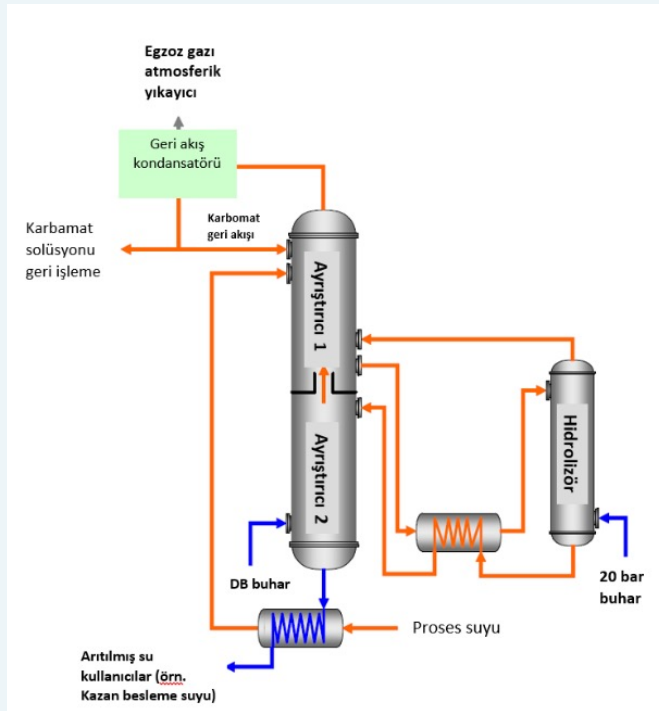 Egzoz gazı
atmosferik
yıkayıcı
Geri akış
kondansatörü
Karbamat
solüsyonu
geri işleme
Karbomat
geri akışı
Ayrıştırıcı 1
Ayrıştırıcı 2
Hidrolizör
DB buhar
20 bar
buhar
Proses suyu
Arıtılmış su
kullanıcılar (örn.
Kazan besleme suyu)